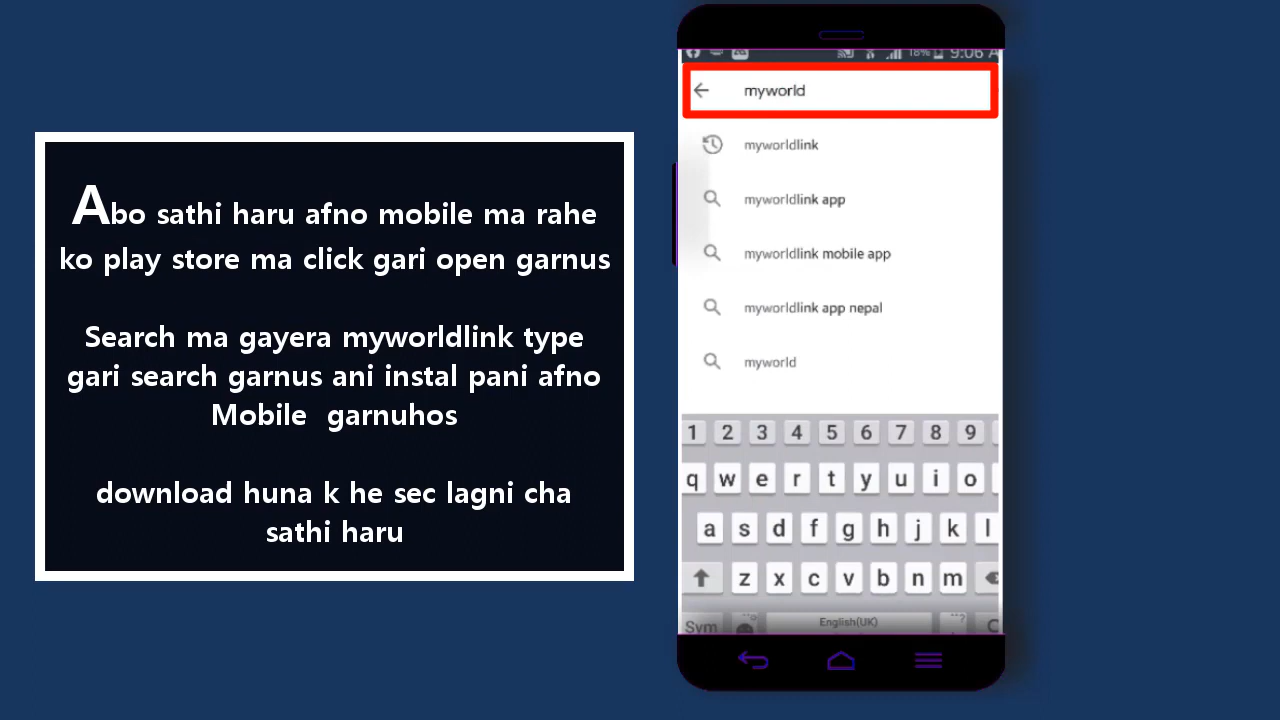 Abo sathi haru afno mobile ma rahe
ko play store ma click gari open garnus
Search ma gayera myworldlink type
gari search garnus ani instal pani afno
Mobile garnuhos
download huna k he sec lagni cha
sathi haru
18% 9:06 A
myworld
myworldlink
myworldlink app
myworldlink mobile app
myworldlink app nepal
myworld
1 2 3 4 5 6 7 8 9
q w e r t y u i o
a s d f g h j k l
z x c v b n m
Sym English(UK)